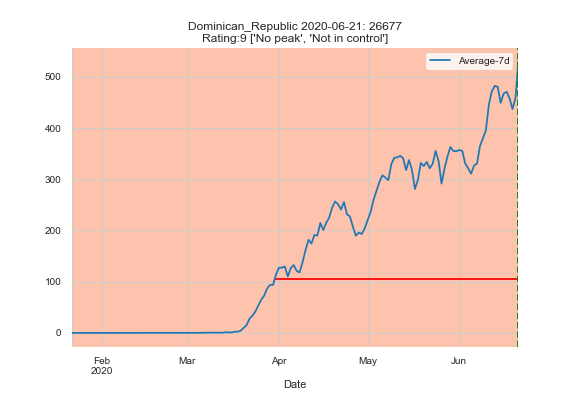 Dominican_Republic 2020-06-21: 26677
Rating:9 ['No peak', 'Not in control']
Average-7d
500
400
300
200
100
0
Feb Mar Apr May Jun
2020
Date